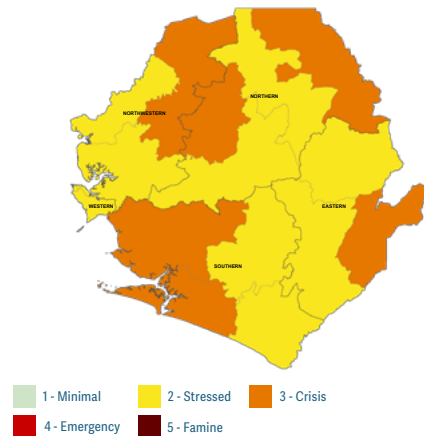 NORTHERN
NORTHWESTERN
WESTERN
EASTERN
SOUTHERN
1 - Minimal
2 - Stressed
3 - Crisis
4 - Emergency
5 - Famine